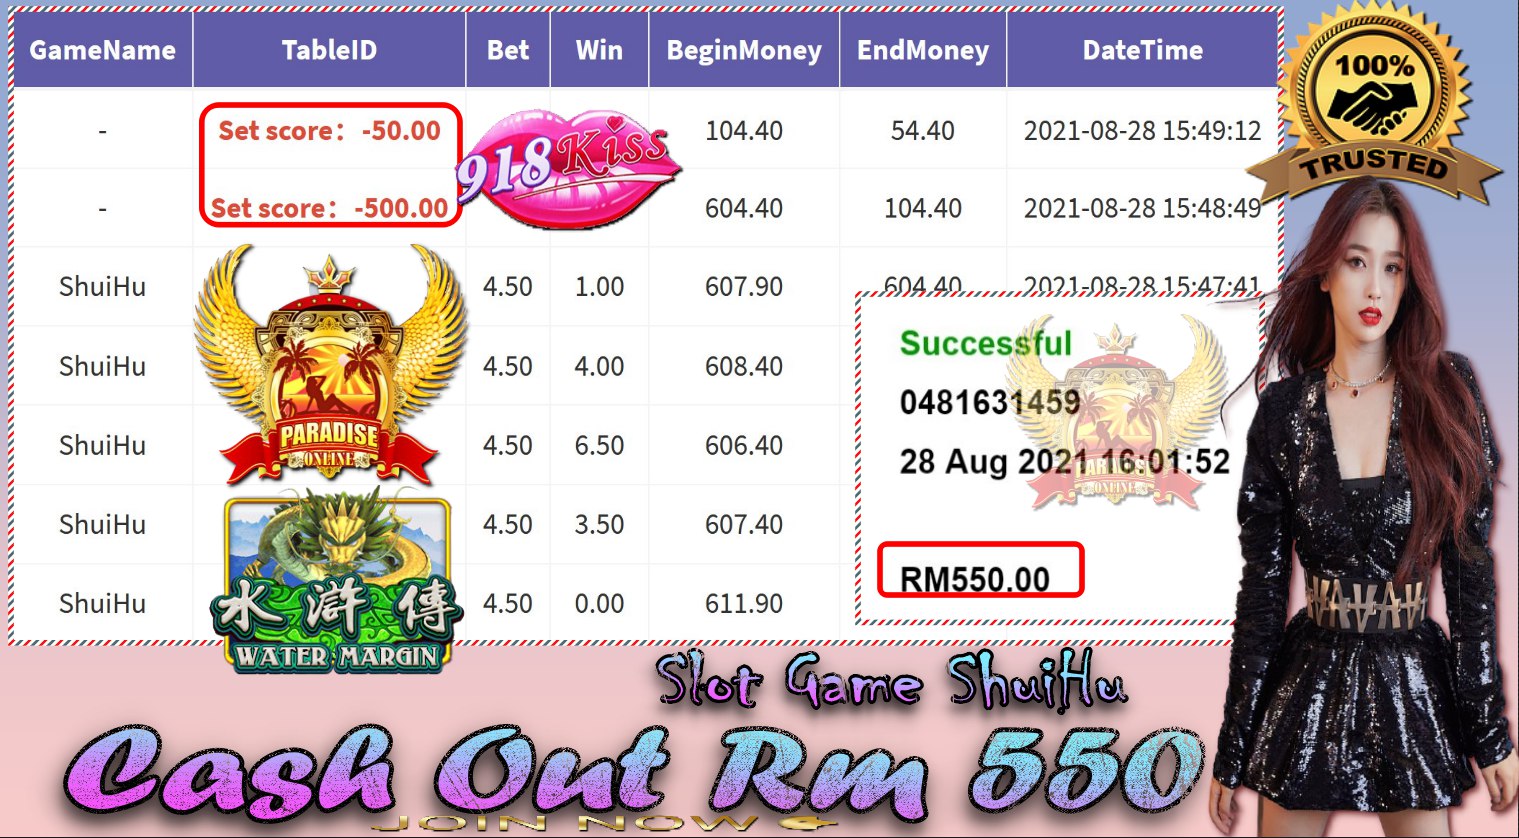 GameName TableID Bet Win BeginMoney EndMoney DateTime
- Set score：-50.00 104.40 54.40 2021-08-28 15:49:12
- Set score：-500.00 604.40 104.40 2021-08-28 15:48:49
ShuiHu 4.50 1.00 607.90 604.40 2021-08-28 15:47:41
ShuiHu 4.50 4.00 608.40
ShuiHu 4.50 6.50 606.40
ShuiHu 4.50 3.50 607.40
ShuiHu 4.50 0.00 611.90
918Kiss
100%
TRUSTED
PARADISE
ONLINE
水滸傳
WATER MARGIN
Successful
0481631459
28 Aug 2021 16:01:52
PARADISE
ONLINE
RM550.00
Slot Game ShuiHu
Cash Out Rm 550
JOIN NOW